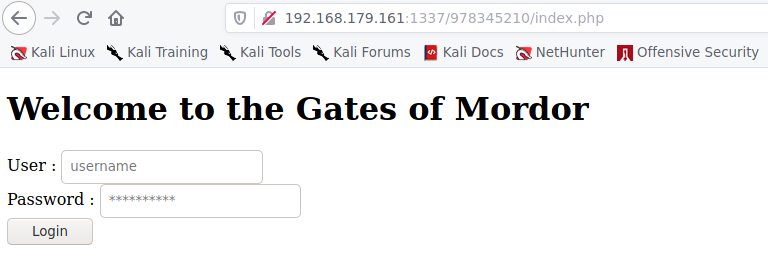 192.168.179.161:1337/978345210/index.php
Kali Linux Kali Training Kali Tools Kali Forums Kali Docs NetHunter Offensive Security
Welcome to the Gates of Mordor
User : username
Password : **********
Login